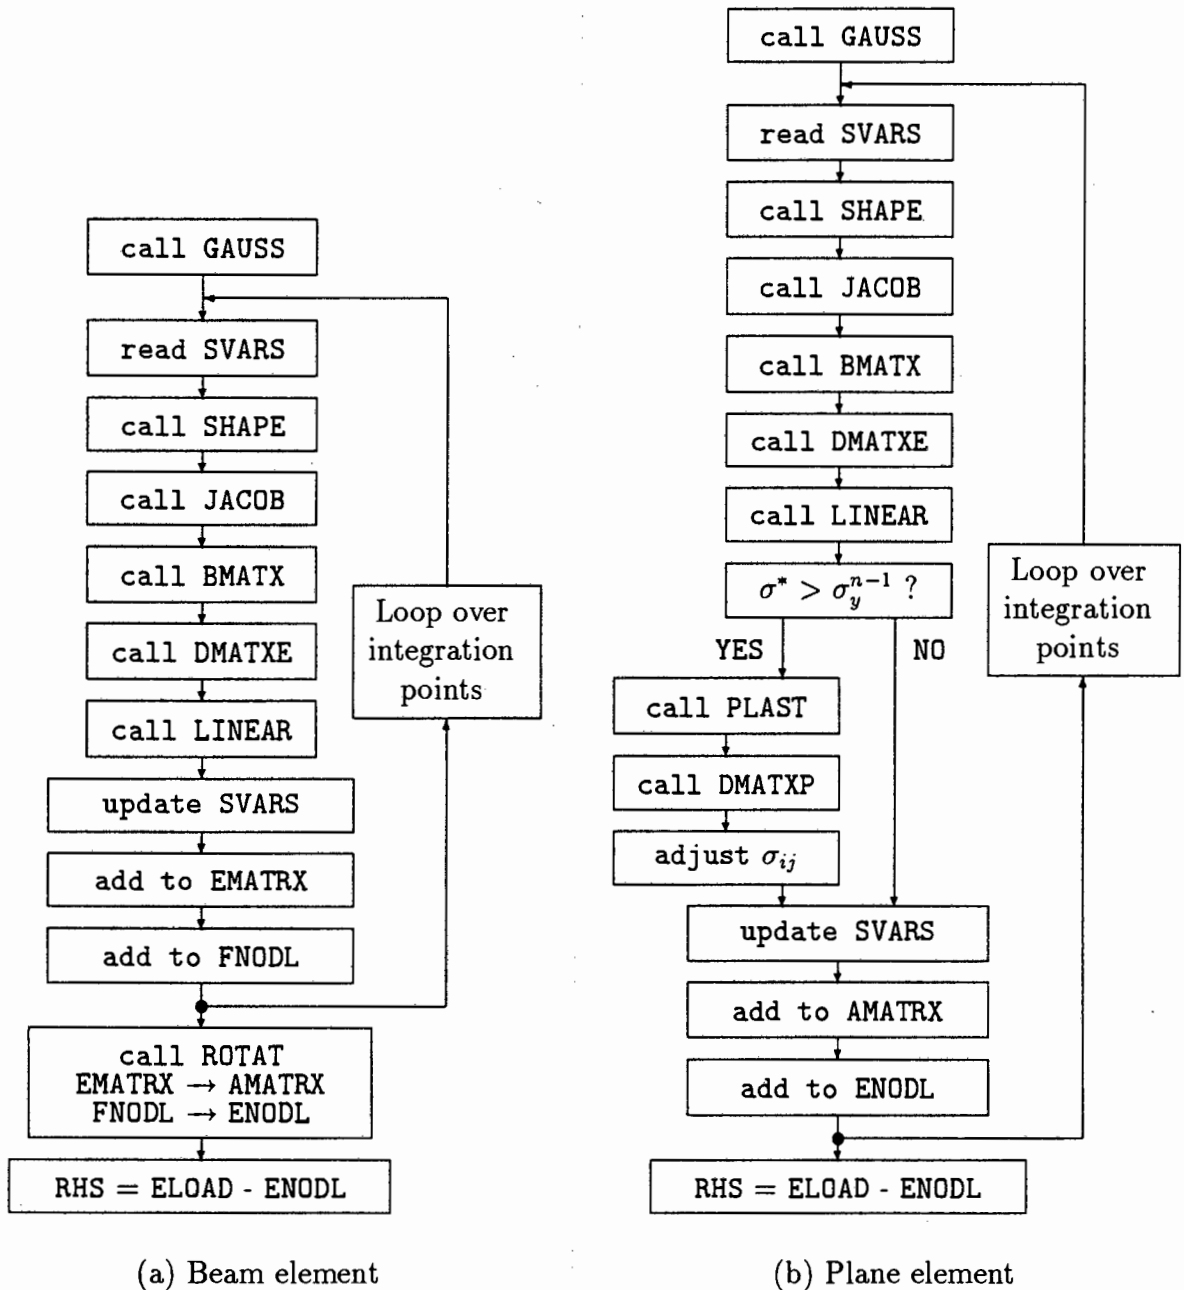 call GAUSS
read SVARS
call SHAPE
call JACOB
call BMATX
call DMATXE
call LINEAR
update SVARS
add to EMATRX
add to FNODL
call ROTAT
EMATRX → AMATRX
FNODL → ENODL
RHS = ELOAD - ENODL
Loop over
integration
points
(a) Beam element
call GAUSS
read SVARS
call SHAPE
call JACOB
call BMATX
call DMATXE
call LINEAR
σ* > σ_y^{n-1} ?
YES
NO
call PLAST
call DMATXP
adjust σ_{ij}
update SVARS
add to AMATRX
add to ENODL
RHS = ELOAD - ENODL
Loop over
integration
points
(b) Plane element